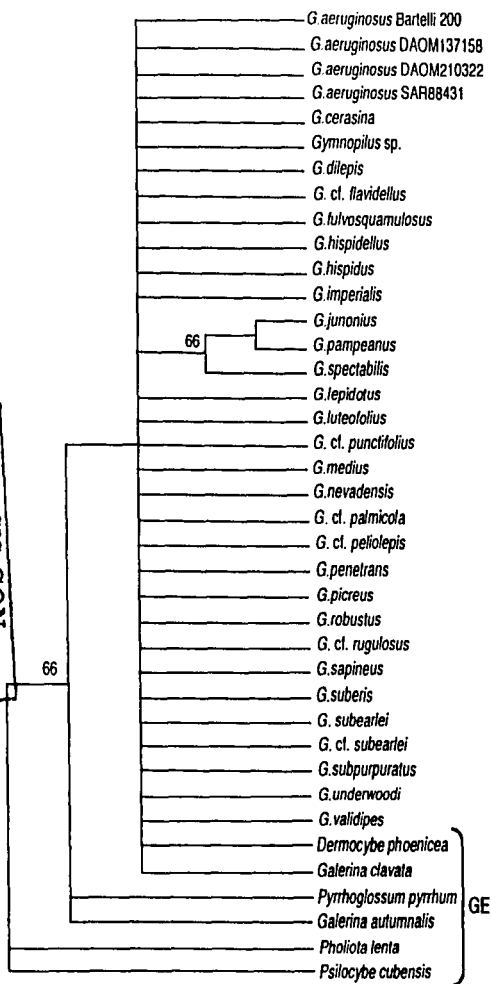 G.aeruginosus Bartelli 200
G.aeruginosus DAOM137158
G.aeruginosus DAOM210322
G.aeruginosus SAR88431
G.cerasina
Gymnopilus sp.
G.dilepis
G. cf. flavidellus
G.fulvosquamulosus
G.hispidellus
G.hispidus
G.imperialis
G.junonius
66
G.pampeanus
G.spectabilis
G.lepidotus
G.luteofolius
G. cf. punctifolius
G.medius
G.nevadensis
G. cf. palmicola
G. cf. peliolepis
G.penetrans
G.picreus
G.robustus
G. cf. rugulosus
66
G.sapineus
G.suberis
G. subearlei
G. cf. subearlei
G.subpurpuratus
G.underwoodi
G.validipes
Dermocybe phoenicea
Galerina clavata
Pyrrhoglossum pyrrhum
GE
Galerina autumnalis
Pholiota lenta
Psilocybe cubensis